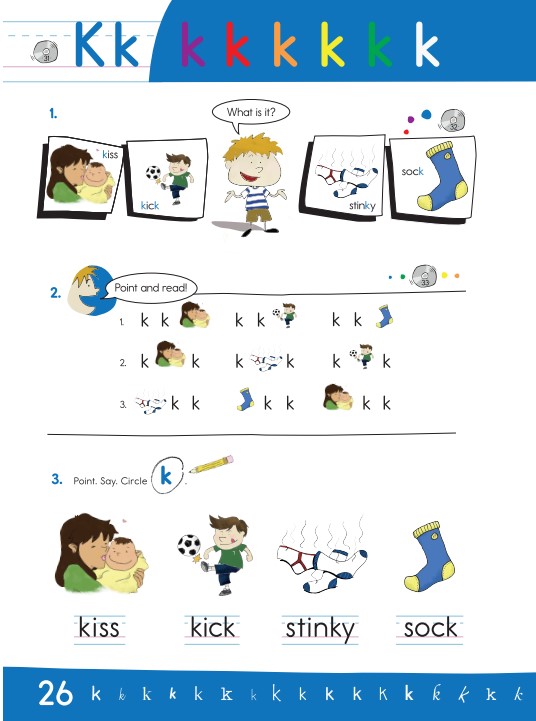 31 Kk k k k k k k
1. What is it? 32
kiss kick stinky sock
2. Point and read! 33
1. k k k k k k
2. k k k k k k
3. k k k k k k
3. Point. Say. Circle k.
kiss kick stinky sock
26 k k k k k k k k k k k k k k k k k k